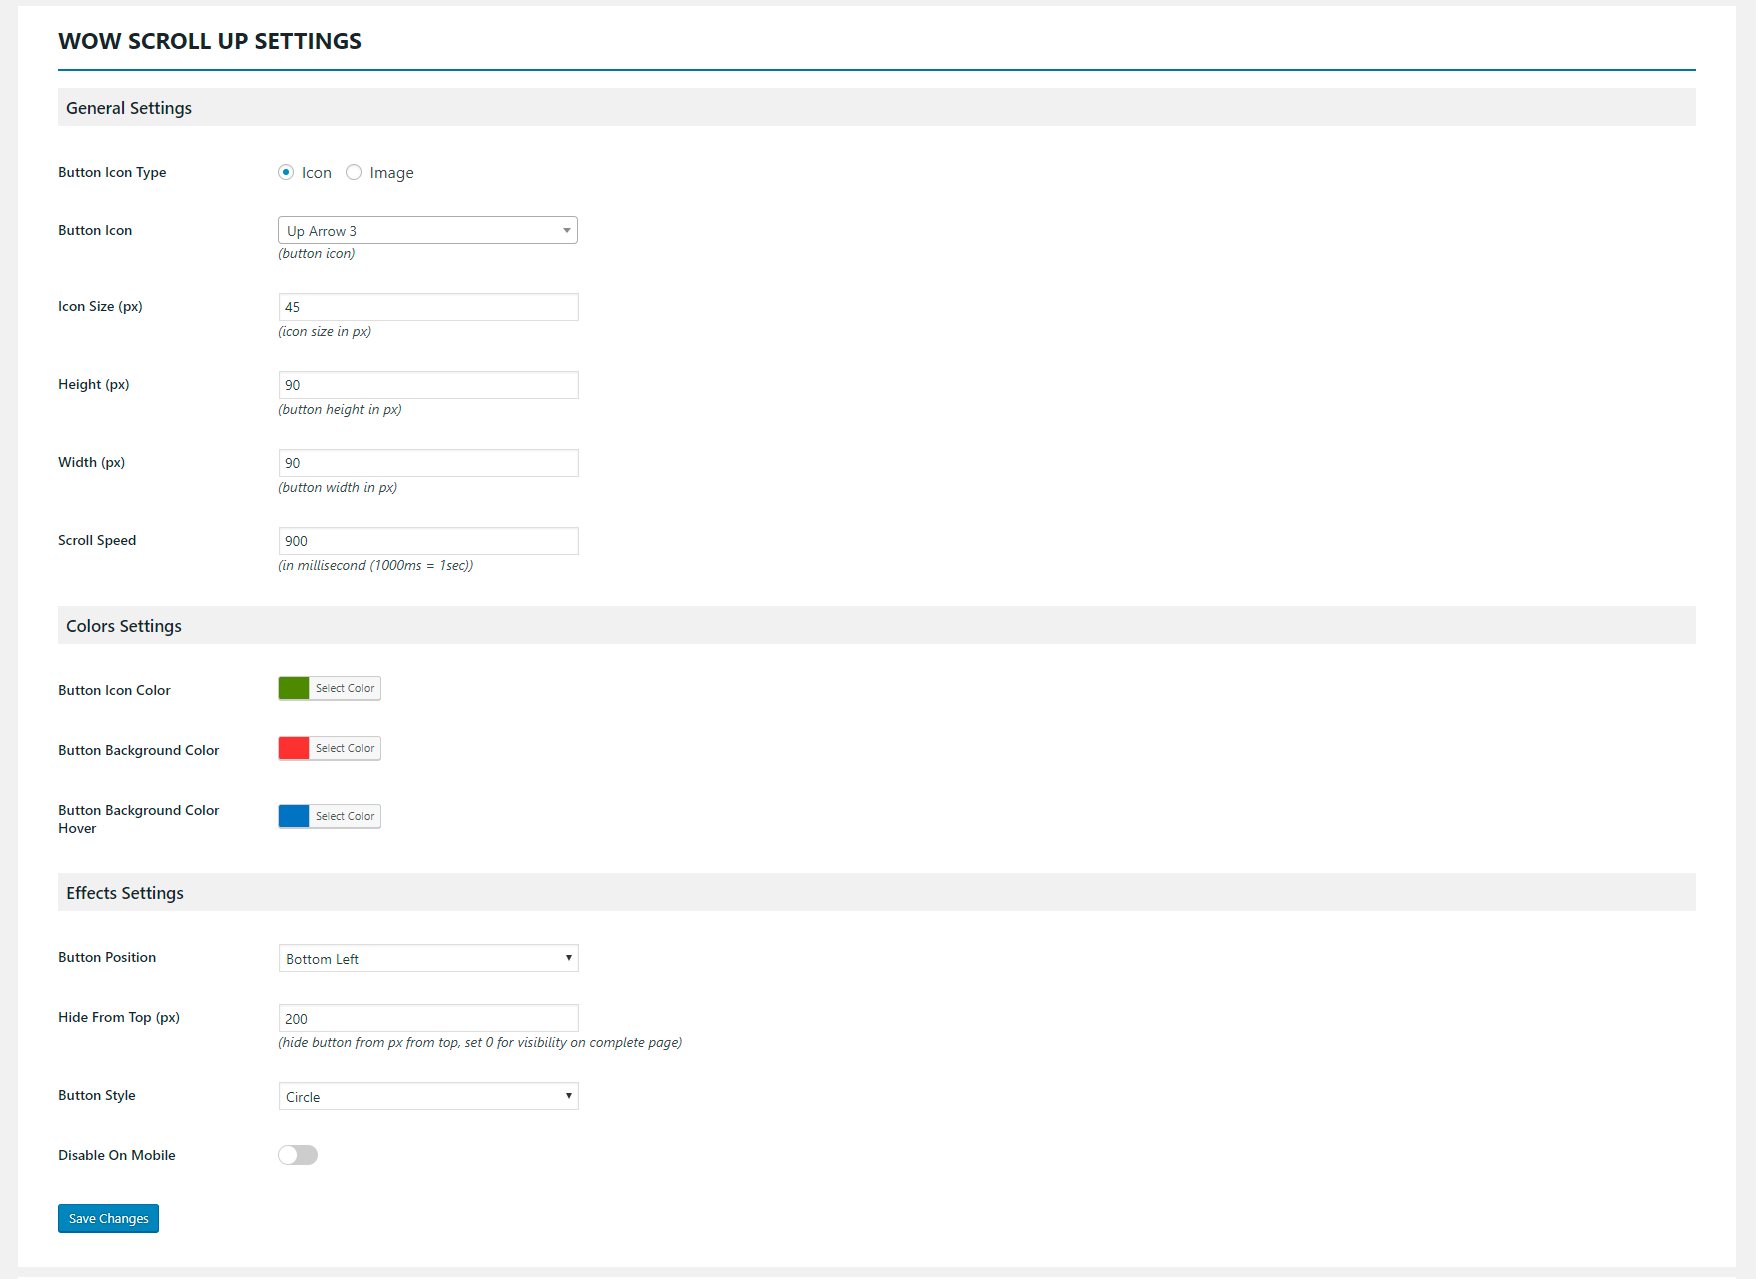 WOW SCROLL UP SETTINGS
General Settings
Button Icon Type
Icon Image
Button Icon
Up Arrow 3
(button icon)
Icon Size (px)
45
(icon size in px)
Height (px)
90
(button height in px)
Width (px)
90
(button width in px)
Scroll Speed
900
(in millisecond (1000ms = 1sec))
Colors Settings
Button Icon Color
Select Color
Button Background Color
Select Color
Button Background Color
Hover
Select Color
Effects Settings
Button Position
Bottom Left
Hide From Top (px)
200
(hide button from px from top, set 0 for visibility on complete page)
Button Style
Circle
Disable On Mobile
Save Changes